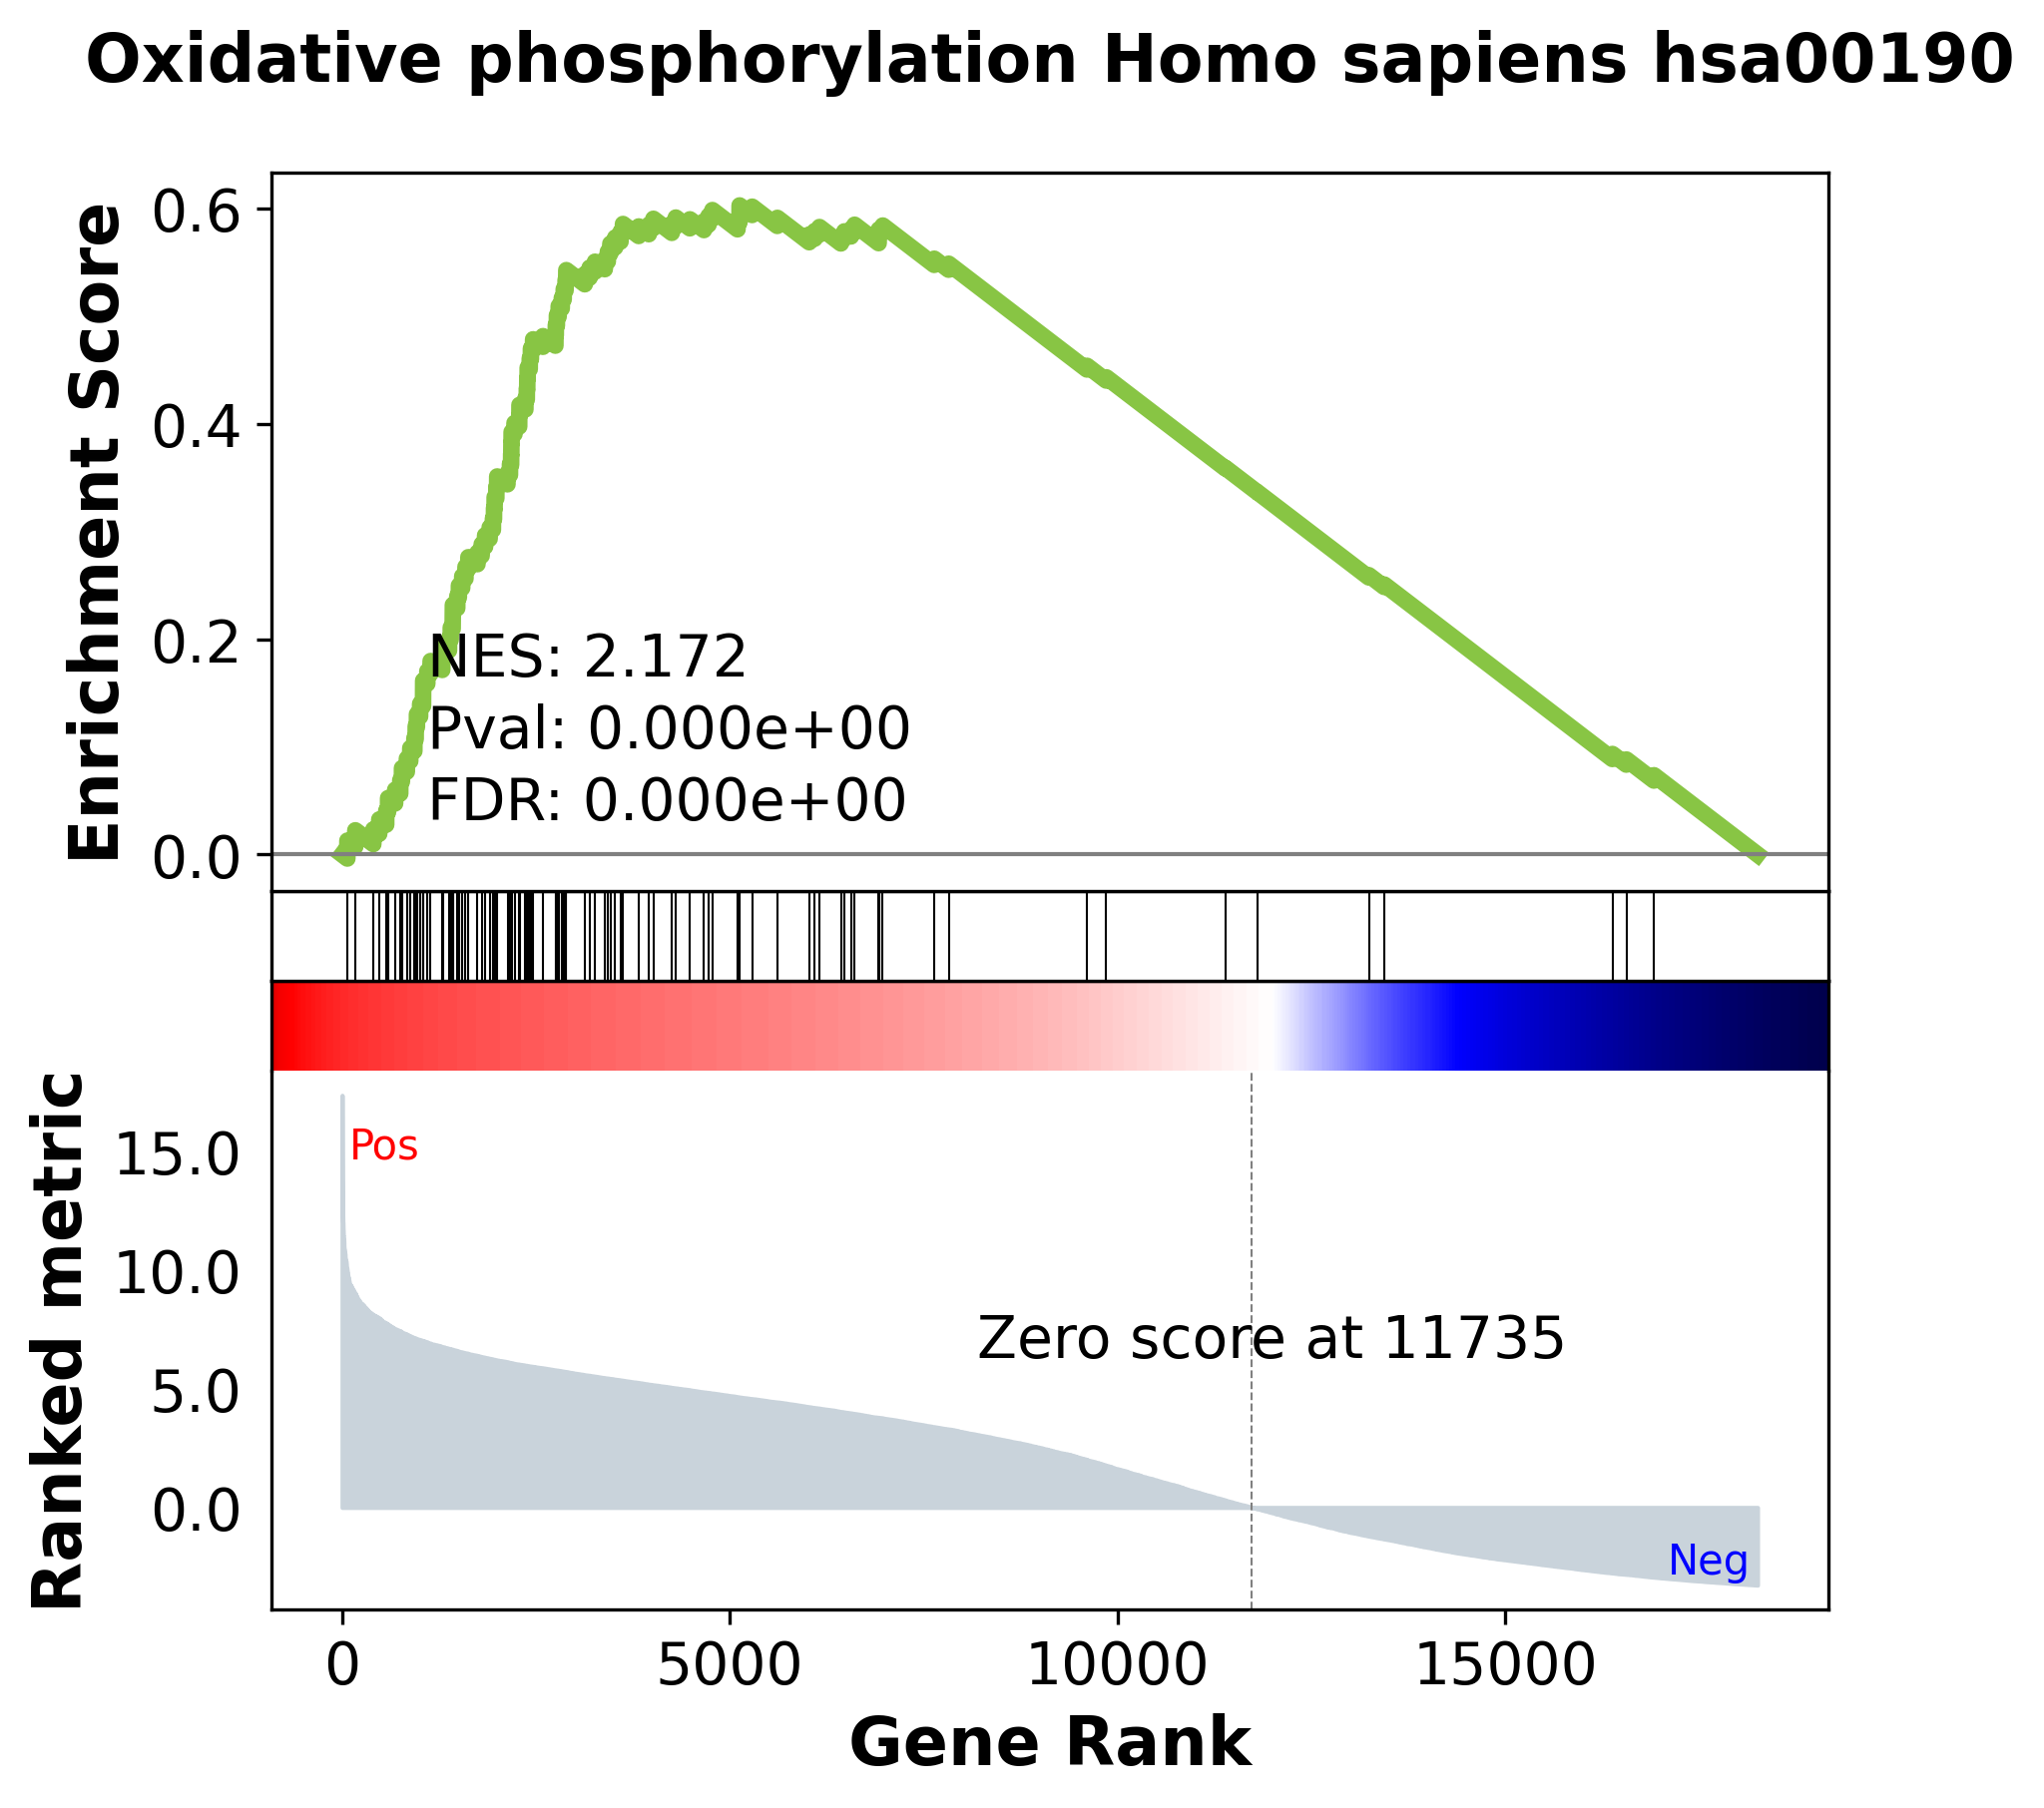 Oxidative phosphorylation Homo sapiens hsa00190
Enrichment Score
0.6
0.4
0.2
0.0
NES: 2.172
Pval: 0.000e+00
FDR: 0.000e+00
Ranked metric
15.0
10.0
5.0
0.0
Pos
Zero score at 11735
Neg
0 5000 10000 15000
Gene Rank